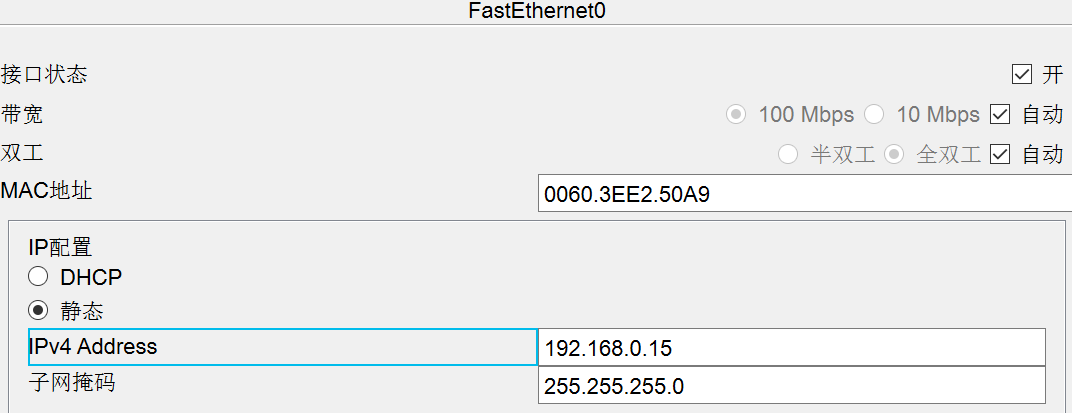 FastEthernet0
接口状态 开
带宽 100 Mbps 10 Mbps 自动
双工 半双工 全双工 自动
MAC地址 0060.3EE2.50A9
IP配置
DHCP
静态
IPv4 Address 192.168.0.15
子网掩码 255.255.255.0